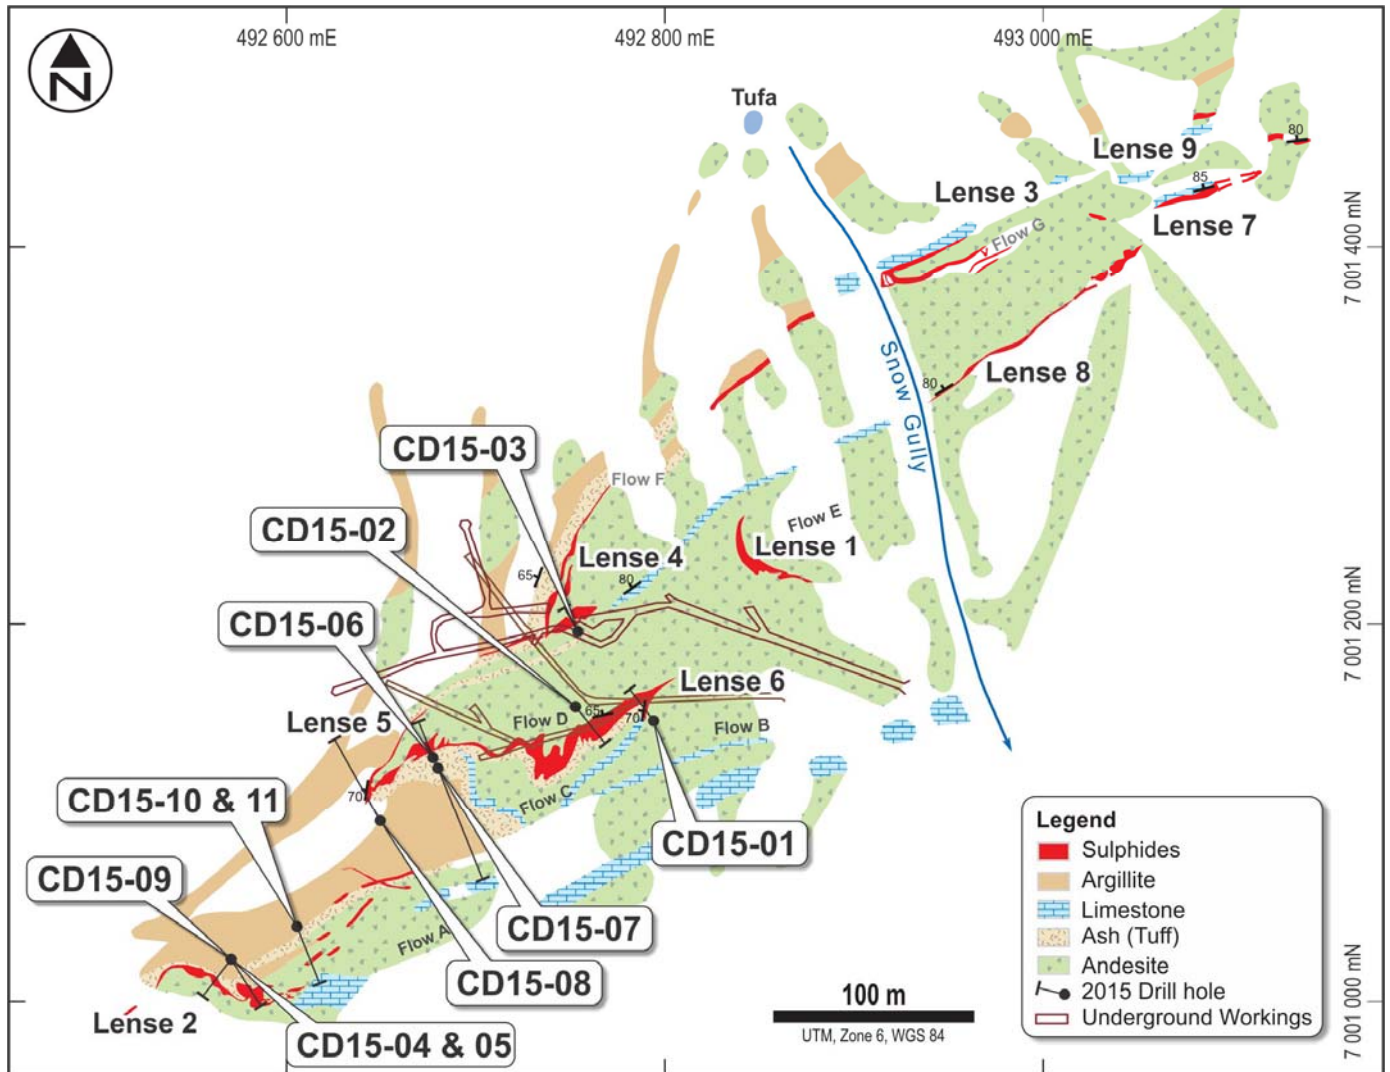 492 600 mE
492 800 mE
493 000 mE
N
Tufa
Lense 9
80
85
Lense 3
Lense 7
Flow G
7 001 400 mN
Snow Gully
80
Lense 8
CD15-03
Flow F
CD15-02
Flow E
Lense 1
Lense 4
65
80
CD15-06
7 001 200 mN
Lense 6
Lense 5
Flow D
65
70
Flow B
CD15-10 & 11
70
Flow C
CD15-01
CD15-09
CD15-07
Flow A
CD15-08
Lense 2
CD15-04 & 05
100 m
UTM, Zone 6, WGS 84
7 001 000 mN
Legend
Sulphides
Argillite
Limestone
Ash (Tuff)
Andesite
2015 Drill hole
Underground Workings